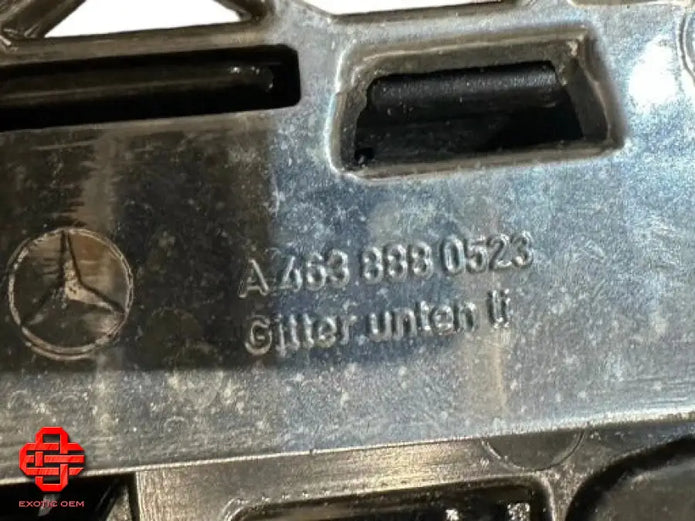 A 463 888 0523
Gitter unten li
EXOTIC OEM